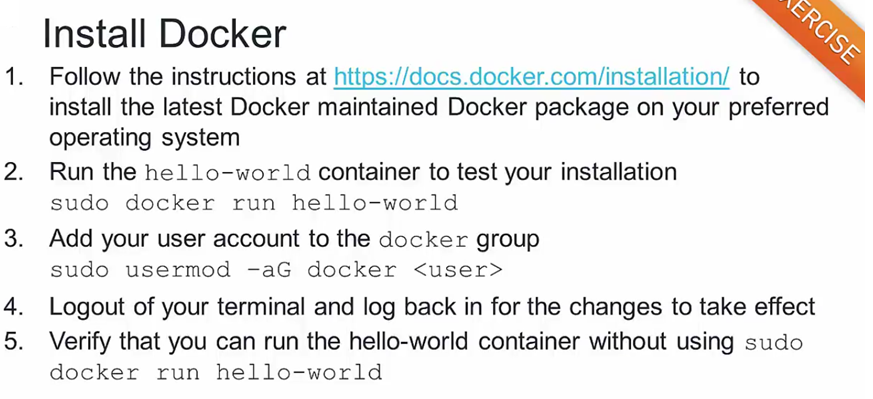 Install Docker
ERCISE
1. Follow the instructions at https://docs.docker.com/installation/ to
install the latest Docker maintained Docker package on your preferred
operating system
2. Run the hello-world container to test your installation
sudo docker run hello-world
3. Add your user account to the docker group
sudo usermod -aG docker <user>
4. Logout of your terminal and log back in for the changes to take effect
5. Verify that you can run the hello-world container without using sudo
docker run hello-world